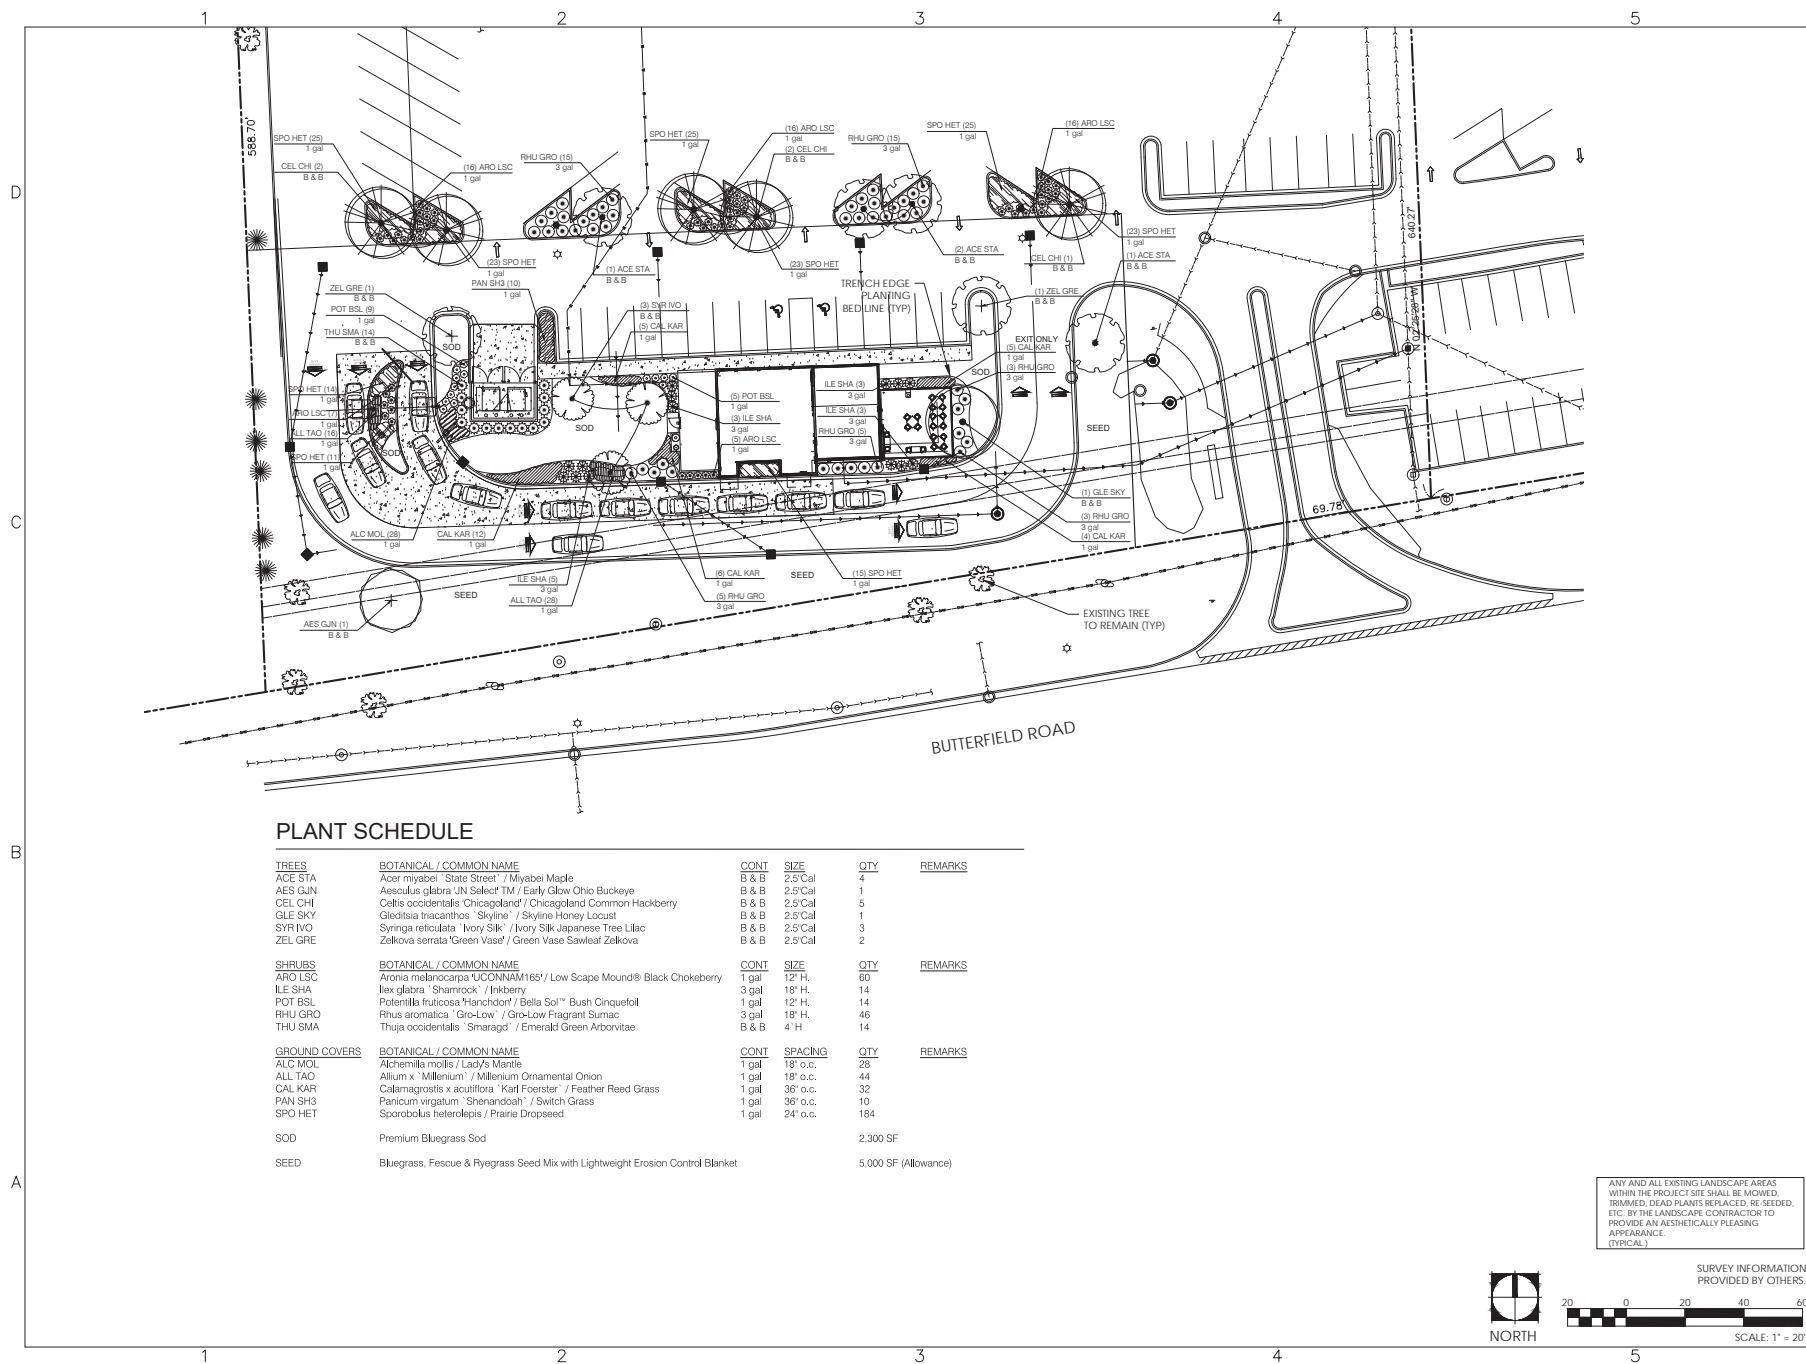 1 2 3 4 5
D
C
B
A
588.70'
SPO HET (25)
1 gal
CEL CHI (2)
B & B
(16) ARO LSC
1 gal
RHU GRO (15)
3 gal
SPO HET (25)
1 gal
(16) ARO LSC
1 gal
(2) CEL CHI
B & B
RHU GRO (15)
3 gal
SPO HET (25)
1 gal
(16) ARO LSC
1 gal
(23) SPO HET
1 gal
(1) ACE STA
B & B
(23) SPO HET
1 gal
(2) ACE STA
B & B
CEL CHI (1)
B & B
(23) SPO HET
1 gal
(1) ACE STA
B & B
640.27'
ZEL GRE (1)
B & B
POT BSL (9)
1 gal
THU SMA (14)
B & B
PAN SH3 (10)
1 gal
(3) SYR IVO
B & B
(5) CAL KAR
1 gal
TRENCH EDGE
PLANTING
BED LINE (TYP)
(1) ZEL GRE
B & B
SEED
SOD
EXIT ONLY
(5) CAL KAR
1 gal
(3) RHU GRO
3 gal
SOD
SPO HET (14)
1 gal
ARO LSC (7)
1 gal
ALL TAO (16)
1 gal
SPO HET (11)
1 gal
SOD
SOD
(5) POT BSL
1 gal
(3) ILE SHA
3 gal
(5) ARO LSC
1 gal
ILE SHA (3)
3 gal
ILE SHA (3)
3 gal
RHU GRO (5)
3 gal
SEED
(1) GLE SKY
B & B
(3) RHU GRO
3 gal
(4) CAL KAR
1 gal
69.78'
ALC MOL (28)
1 gal
CAL KAR (12)
1 gal
ILE SHA (5)
3 gal
ALL TAO (28)
1 gal
(6) CAL KAR
1 gal
(5) RHU GRO
3 gal
SEED
(15) SPO HET
1 gal
SEED
AES GJN (1)
B & B
EXISTING TREE
TO REMAIN (TYP)
BUTTERFIELD ROAD
PLANT SCHEDULE
TREES BOTANICAL / COMMON NAME CONT SIZE QTY REMARKS
ACE STA Acer miyabei `State Street` / Miyabei Maple B & B 2.5"Cal 4
AES GJN Aesculus glabra 'JN Select' TM / Early Glow Ohio Buckeye B & B 2.5"Cal 1
CEL CHI Celtis occidentalis 'Chicagoland' / Chicagoland Common Hackberry B & B 2.5"Cal 5
GLE SKY Gleditsia triacanthos `Skyline` / Skyline Honey Locust B & B 2.5"Cal 1
SYR IVO Syringa reticulata `Ivory Silk` / Ivory Silk Japanese Tree Lilac B & B 2.5"Cal 3
ZEL GRE Zelkova serrata 'Green Vase' / Green Vase Sawleaf Zelkova B & B 2.5"Cal 2
SHRUBS BOTANICAL / COMMON NAME CONT SIZE QTY REMARKS
ARO LSC Aronia melanocarpa 'UCONNAM165' / Low Scape Mound® Black Chokeberry 1 gal 12" H. 60
ILE SHA Ilex glabra `Shamrock` / Inkberry 3 gal 18" H. 14
POT BSL Potentilla fruticosa 'Hanchdon' / Bella Sol™ Bush Cinquefoil 1 gal 12" H. 14
RHU GRO Rhus aromatica `Gro-Low` / Gro-Low Fragrant Sumac 3 gal 18" H. 46
THU SMA Thuja occidentalis `Smaragd` / Emerald Green Arborvitae B & B 4` H 14
GROUND COVERS BOTANICAL / COMMON NAME CONT SPACING QTY REMARKS
ALC MOL Alchemilla mollis / Lady's Mantle 1 gal 18" o.c. 28
ALL TAO Allium x `Millenium` / Millenium Ornamental Onion 1 gal 18" o.c. 44
CAL KAR Calamagrostis x acutiflora `Karl Foerster` / Feather Reed Grass 1 gal 36" o.c. 32
PAN SH3 Panicum virgatum `Shenandoah` / Switch Grass 1 gal 36" o.c. 10
SPO HET Sporobolus heterolepis / Prairie Dropseed 1 gal 24" o.c. 184
SOD Premium Bluegrass Sod 2,300 SF
SEED Bluegrass, Fescue & Ryegrass Seed Mix with Lightweight Erosion Control Blanket 5,000 SF (Allowance)
ANY AND ALL EXISTING LANDSCAPE AREAS
WITHIN THE PROJECT SITE SHALL BE MOWED,
TRIMMED, DEAD PLANTS REPLACED, RE-SEEDED,
ETC. BY THE LANDSCAPE CONTRACTOR TO
PROVIDE AN AESTHETICALLY PLEASING
APPEARANCE.
(TYPICAL)
SURVEY INFORMATION
PROVIDED BY OTHERS.
20 0 20 40 60
NORTH
SCALE: 1" = 20'
1 2 3 4 5